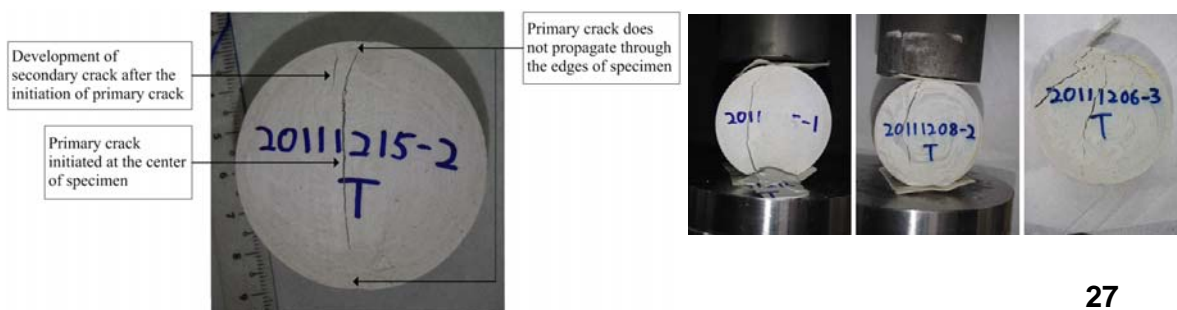 Development of
secondary crack after the
initiation of primary crack
Primary crack
initiated at the center
of specimen
20111215-2
T
Primary crack does
not propagate through
the edges of specimen
2011
-1
20111208-2
T
20111206-3
T
27